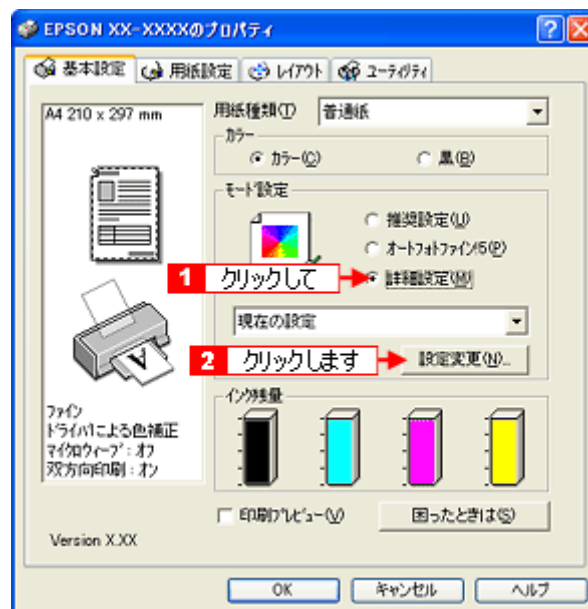 EPSON XX-XXXXのプロパティ
基本設定 用紙設定 レイアウト ユーティリティ
A4 210 x 297 mm
用紙種類(T) 普通紙
カラー
カラー(C) 黒(B)
モード設定
推奨設定(U)
オートフォトファイン!5(P)
1 クリックして 詳細設定(M)
現在の設定
2 クリックします 設定変更(N)...
インク残量
ファイン
ドライバによる色補正
マイクロウィーブ:オフ
双方向印刷:オン
印刷プレビュー(V) 困ったときは(S)
Version X.XX
OK キャンセル ヘルプ